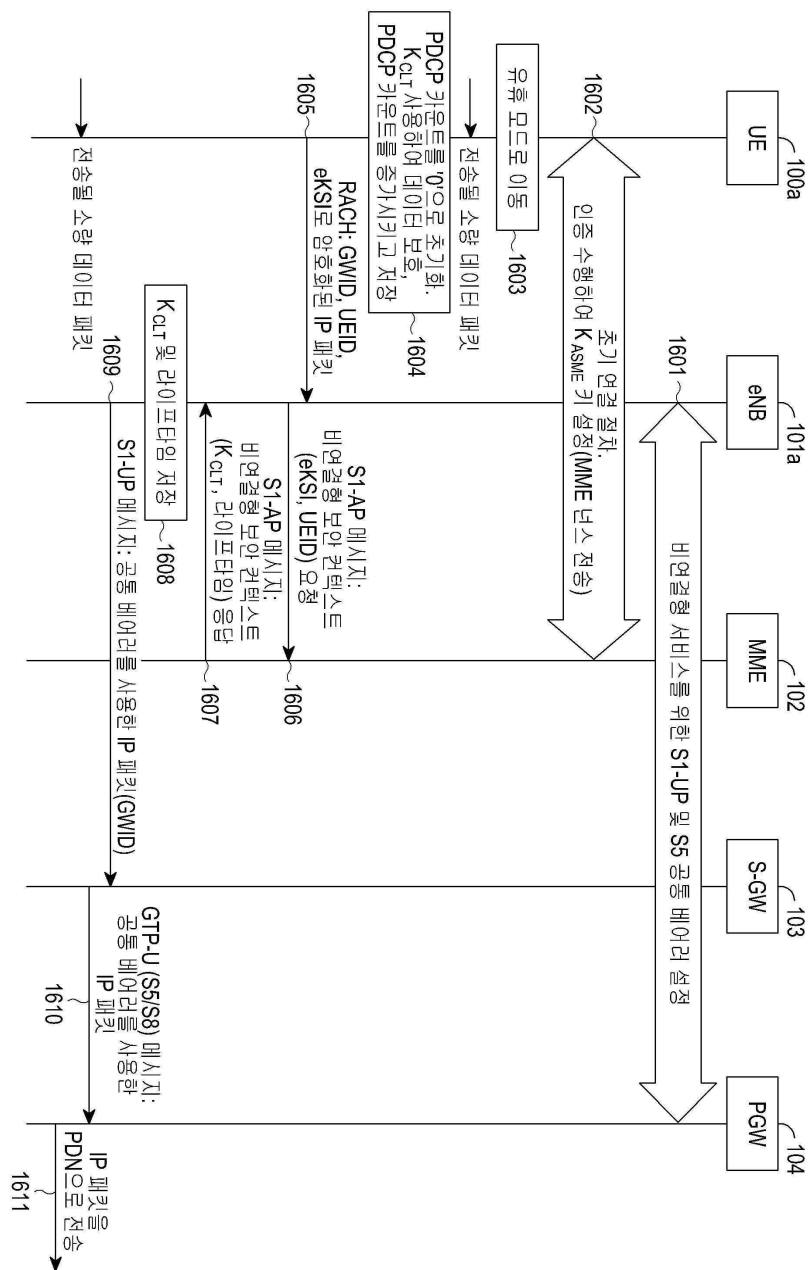 UE
100a
eNB
101a
MME
102
S-GW
103
PGW
104
1601
비연결형 서비스를 위한 S1-UP 및 S5 공통 베어러 설정
1602
초기 연결 절차.
인증 수행하여 KASME 키 설정(MME 넌스 전송)
유휴 모드로 이동
1603
전송될 소량 데이터 패킷
PDCP 카운트를 '0'으로 초기화.
KCLT 사용하여 데이터 보호,
PDCP 카운트를 증가시키고 저장
1604
1605
RACH: GWID, UEID,
eKSI로 암호화된 IP 패킷
S1-AP 메시지:
비연결형 보안 컨텍스트
(eKSI, UEID) 요청
1606
S1-AP 메시지:
비연결형 보안 컨텍스트
(KCLT, 라이프타임) 응답
1607
KCLT 및 라이프타임 저장
1608
전송될 소량 데이터 패킷
1609
S1-UP 메시지: 공통 베어러를 사용한 IP 패킷(GWID)
GTP-U (S5/S8) 메시지:
공통 베어러를 사용한
IP 패킷
1610
IP 패킷을
PDN으로 전송
1611